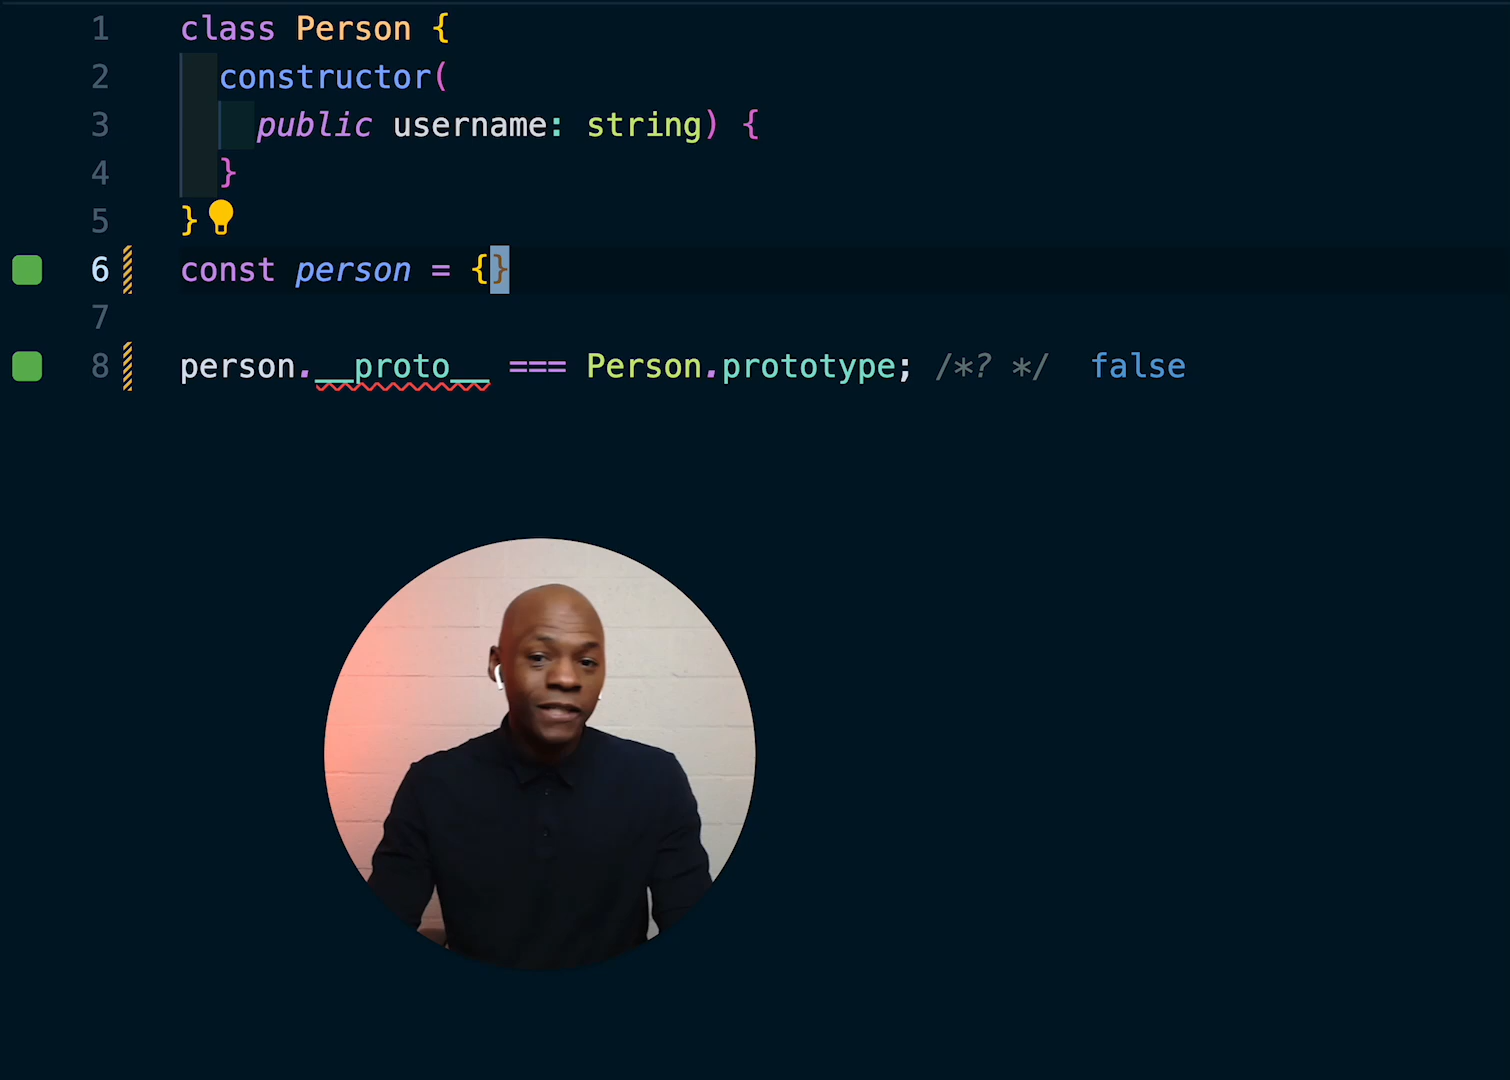 1 class Person {
2 constructor(
3 public username: string) {
4 }
5 }
6 const person = {}
7
8 person.__proto__ === Person.prototype; /*? */ false